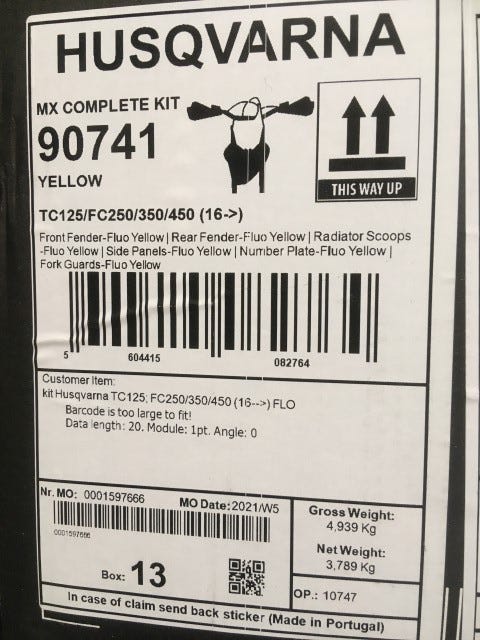 HUSQVARNA
MX COMPLETE KIT
90741
YELLOW
THIS WAY UP
TC125/FC250/350/450 (16->)
Front Fender-Fluo Yellow | Rear Fender-Fluo Yellow | Radiator Scoops
-Fluo Yellow | Side Panels-Fluo Yellow | Number Plate-Fluo Yellow |
Fork Guards-Fluo Yellow
5 604415 082764
Customer Item:
kit Husqvarna TC125; FC250/350/450 (16-->) FLO
Barcode is too large to fit!
Data length: 20. Module: 1pt. Angle: 0
Nr. MO: 0001597666 MO Date:2021/W5
0001597666
Box: 13
Gross Weight:
4,939 Kg
Net Weight:
3,789 Kg
OP.: 10747
In case of claim send back sticker (Made in Portugal)